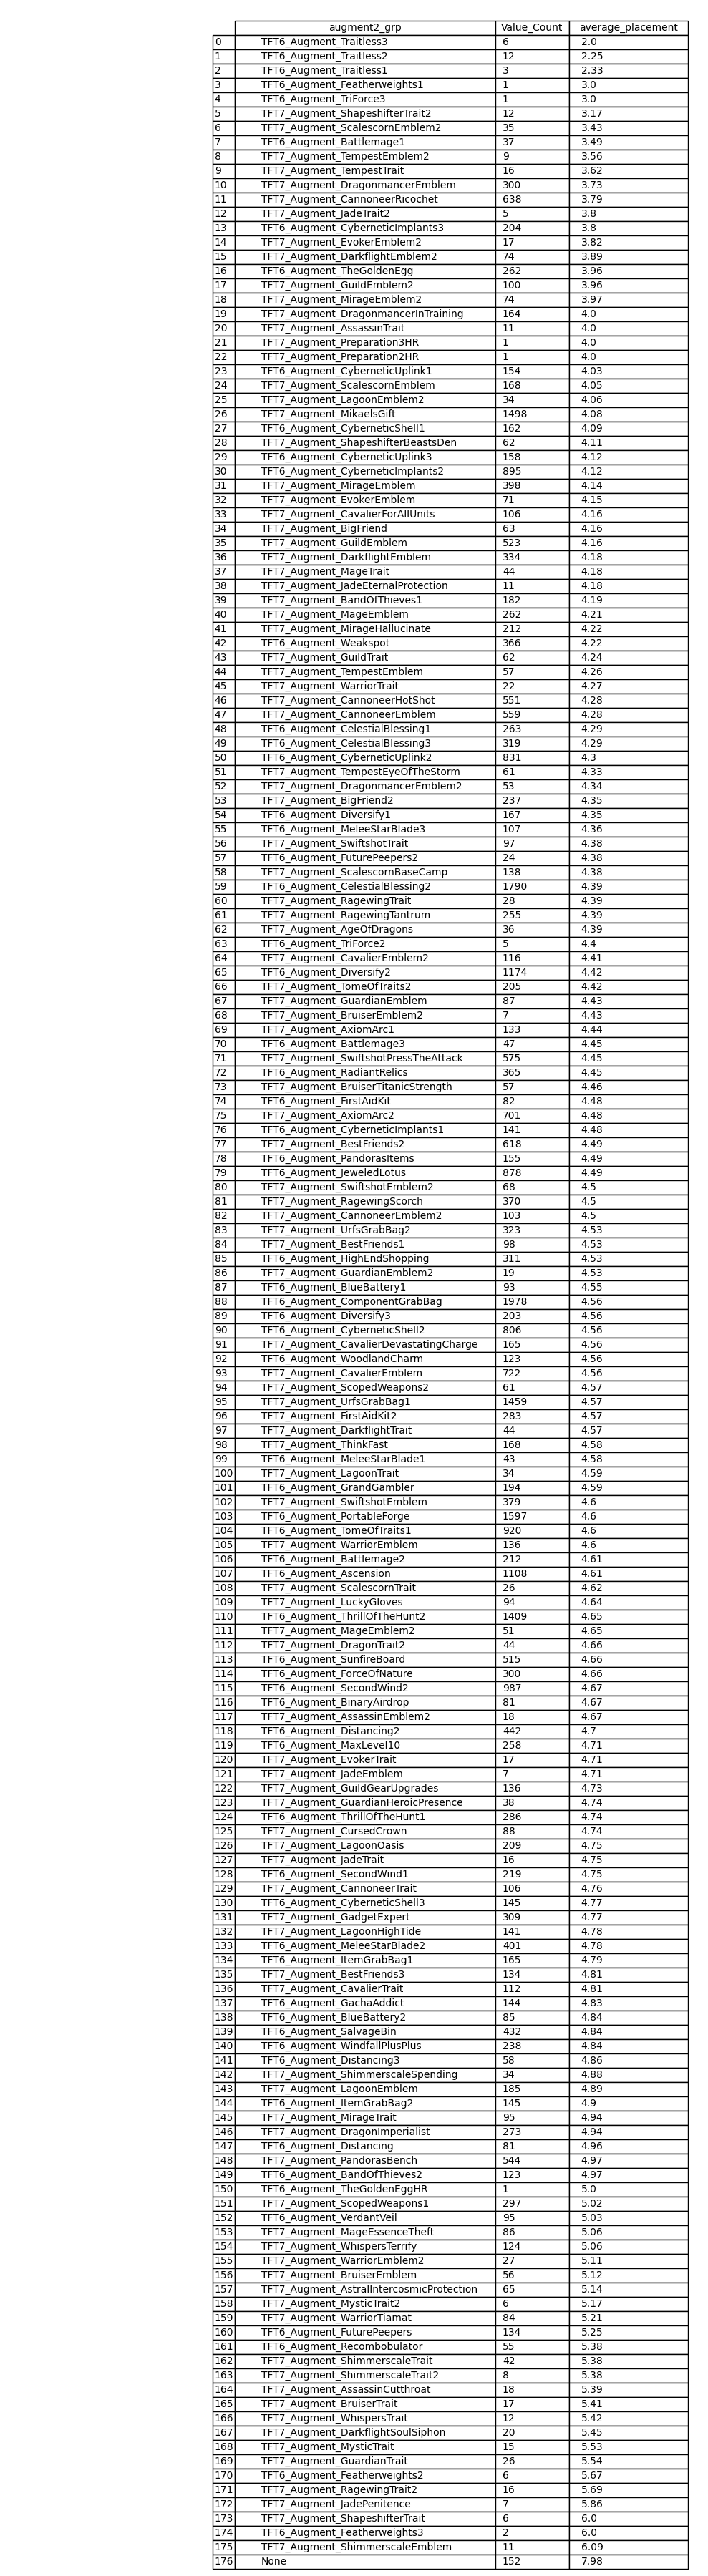 augment2_grp Value_Count average_placement
0 TFT6_Augment_Traitless3 6 2.0
1 TFT6_Augment_Traitless2 12 2.25
2 TFT6_Augment_Traitless1 3 2.33
3 TFT6_Augment_Featherweights1 1 3.0
4 TFT6_Augment_TriForce3 1 3.0
5 TFT7_Augment_ShapeshifterTrait2 12 3.17
6 TFT7_Augment_ScalescornEmblem2 35 3.43
7 TFT6_Augment_Battlemage1 37 3.49
8 TFT7_Augment_TempestEmblem2 9 3.56
9 TFT7_Augment_TempestTrait 16 3.62
10 TFT7_Augment_DragonmancerEmblem 300 3.73
11 TFT7_Augment_CannoneerRicochet 638 3.79
12 TFT7_Augment_JadeTrait2 5 3.8
13 TFT6_Augment_CyberneticImplants3 204 3.8
14 TFT7_Augment_EvokerEmblem2 17 3.82
15 TFT7_Augment_DarkflightEmblem2 74 3.89
16 TFT6_Augment_TheGoldenEgg 262 3.96
17 TFT7_Augment_GuildEmblem2 100 3.96
18 TFT7_Augment_MirageEmblem2 74 3.97
19 TFT7_Augment_DragonmancerInTraining 164 4.0
20 TFT7_Augment_AssassinTrait 11 4.0
21 TFT7_Augment_Preparation3HR 1 4.0
22 TFT7_Augment_Preparation2HR 1 4.0
23 TFT6_Augment_CyberneticUplink1 154 4.03
24 TFT7_Augment_ScalescornEmblem 168 4.05
25 TFT7_Augment_LagoonEmblem2 34 4.06
26 TFT7_Augment_MikaelsGift 1498 4.08
27 TFT6_Augment_CyberneticShell1 162 4.09
28 TFT7_Augment_ShapeshifterBeastsDen 62 4.11
29 TFT6_Augment_CyberneticUplink3 158 4.12
30 TFT6_Augment_CyberneticImplants2 895 4.12
31 TFT7_Augment_MirageEmblem 398 4.14
32 TFT7_Augment_EvokerEmblem 71 4.15
33 TFT7_Augment_CavalierForAllUnits 106 4.16
34 TFT7_Augment_BigFriend 63 4.16
35 TFT7_Augment_GuildEmblem 523 4.16
36 TFT7_Augment_DarkflightEmblem 334 4.18
37 TFT7_Augment_MageTrait 44 4.18
38 TFT7_Augment_JadeEternalProtection 11 4.18
39 TFT7_Augment_BandOfThieves1 182 4.19
40 TFT7_Augment_MageEmblem 262 4.21
41 TFT7_Augment_MirageHallucinate 212 4.22
42 TFT6_Augment_Weakspot 366 4.22
43 TFT7_Augment_GuildTrait 62 4.24
44 TFT7_Augment_TempestEmblem 57 4.26
45 TFT7_Augment_WarriorTrait 22 4.27
46 TFT7_Augment_CannoneerHotShot 551 4.28
47 TFT7_Augment_CannoneerEmblem 559 4.28
48 TFT6_Augment_CelestialBlessing1 263 4.29
49 TFT6_Augment_CelestialBlessing3 319 4.29
50 TFT6_Augment_CyberneticUplink2 831 4.3
51 TFT7_Augment_TempestEyeOfTheStorm 61 4.33
52 TFT7_Augment_DragonmancerEmblem2 53 4.34
53 TFT7_Augment_BigFriend2 237 4.35
54 TFT6_Augment_Diversify1 167 4.35
55 TFT6_Augment_MeleeStarBlade3 107 4.36
56 TFT7_Augment_SwiftshotTrait 97 4.38
57 TFT6_Augment_FuturePeepers2 24 4.38
58 TFT7_Augment_ScalescornBaseCamp 138 4.38
59 TFT6_Augment_CelestialBlessing2 1790 4.39
60 TFT7_Augment_RagewingTrait 28 4.39
61 TFT7_Augment_RagewingTantrum 255 4.39
62 TFT7_Augment_AgeOfDragons 36 4.39
63 TFT6_Augment_TriForce2 5 4.4
64 TFT7_Augment_CavalierEmblem2 116 4.41
65 TFT6_Augment_Diversify2 1174 4.42
66 TFT7_Augment_TomeOfTraits2 205 4.42
67 TFT7_Augment_GuardianEmblem 87 4.43
68 TFT7_Augment_BruiserEmblem2 7 4.43
69 TFT7_Augment_AxiomArc1 133 4.44
70 TFT6_Augment_Battlemage3 47 4.45
71 TFT7_Augment_SwiftshotPressTheAttack 575 4.45
72 TFT6_Augment_RadiantRelics 365 4.45
73 TFT7_Augment_BruiserTitanicStrength 57 4.46
74 TFT6_Augment_FirstAidKit 82 4.48
75 TFT7_Augment_AxiomArc2 701 4.48
76 TFT6_Augment_CyberneticImplants1 141 4.48
77 TFT7_Augment_BestFriends2 618 4.49
78 TFT6_Augment_PandorasItems 155 4.49
79 TFT6_Augment_JeweledLotus 878 4.49
80 TFT7_Augment_SwiftshotEmblem2 68 4.5
81 TFT7_Augment_RagewingScorch 370 4.5
82 TFT7_Augment_CannoneerEmblem2 103 4.5
83 TFT7_Augment_UrfsGrabBag2 323 4.53
84 TFT7_Augment_BestFriends1 98 4.53
85 TFT6_Augment_HighEndShopping 311 4.53
86 TFT7_Augment_GuardianEmblem2 19 4.53
87 TFT6_Augment_BlueBattery1 93 4.55
88 TFT6_Augment_ComponentGrabBag 1978 4.56
89 TFT6_Augment_Diversify3 203 4.56
90 TFT6_Augment_CyberneticShell2 806 4.56
91 TFT7_Augment_CavalierDevastatingCharge 165 4.56
92 TFT6_Augment_WoodlandCharm 123 4.56
93 TFT7_Augment_CavalierEmblem 722 4.56
94 TFT7_Augment_ScopedWeapons2 61 4.57
95 TFT7_Augment_UrfsGrabBag1 1459 4.57
96 TFT7_Augment_FirstAidKit2 283 4.57
97 TFT7_Augment_DarkflightTrait 44 4.57
98 TFT7_Augment_ThinkFast 168 4.58
99 TFT6_Augment_MeleeStarBlade1 43 4.58
100 TFT7_Augment_LagoonTrait 34 4.59
101 TFT6_Augment_GrandGambler 194 4.59
102 TFT7_Augment_SwiftshotEmblem 379 4.6
103 TFT6_Augment_PortableForge 1597 4.6
104 TFT6_Augment_TomeOfTraits1 920 4.6
105 TFT7_Augment_WarriorEmblem 136 4.6
106 TFT6_Augment_Battlemage2 212 4.61
107 TFT6_Augment_Ascension 1108 4.61
108 TFT7_Augment_ScalescornTrait 26 4.62
109 TFT7_Augment_LuckyGloves 94 4.64
110 TFT6_Augment_ThrillOfTheHunt2 1409 4.65
111 TFT7_Augment_MageEmblem2 51 4.65
112 TFT7_Augment_DragonTrait2 44 4.66
113 TFT6_Augment_SunfireBoard 515 4.66
114 TFT6_Augment_ForceOfNature 300 4.66
115 TFT6_Augment_SecondWind2 987 4.67
116 TFT6_Augment_BinaryAirdrop 81 4.67
117 TFT7_Augment_AssassinEmblem2 18 4.67
118 TFT6_Augment_Distancing2 442 4.7
119 TFT6_Augment_MaxLevel10 258 4.71
120 TFT7_Augment_EvokerTrait 17 4.71
121 TFT7_Augment_JadeEmblem 7 4.71
122 TFT7_Augment_GuildGearUpgrades 136 4.73
123 TFT7_Augment_GuardianHeroicPresence 38 4.74
124 TFT6_Augment_ThrillOfTheHunt1 286 4.74
125 TFT7_Augment_CursedCrown 88 4.74
126 TFT7_Augment_LagoonOasis 209 4.75
127 TFT7_Augment_JadeTrait 16 4.75
128 TFT6_Augment_SecondWind1 219 4.75
129 TFT7_Augment_CannoneerTrait 106 4.76
130 TFT6_Augment_CyberneticShell3 145 4.77
131 TFT7_Augment_GadgetExpert 309 4.77
132 TFT7_Augment_LagoonHighTide 141 4.78
133 TFT6_Augment_MeleeStarBlade2 401 4.78
134 TFT6_Augment_ItemGrabBag1 165 4.79
135 TFT7_Augment_BestFriends3 134 4.81
136 TFT7_Augment_CavalierTrait 112 4.81
137 TFT7_Augment_GachaAddict 144 4.83
138 TFT6_Augment_BlueBattery2 85 4.84
139 TFT6_Augment_SalvageBin 432 4.84
140 TFT6_Augment_WindfallPlusPlus 238 4.84
141 TFT6_Augment_Distancing3 58 4.86
142 TFT7_Augment_ShimmerscaleSpending 34 4.88
143 TFT7_Augment_LagoonEmblem 185 4.89
144 TFT6_Augment_ItemGrabBag2 145 4.9
145 TFT7_Augment_MirageTrait 95 4.94
146 TFT7_Augment_DragonImperialist 273 4.94
147 TFT6_Augment_Distancing 81 4.96
148 TFT7_Augment_PandorasBench 544 4.97
149 TFT6_Augment_BandOfThieves2 123 4.97
150 TFT6_Augment_TheGoldenEggHR 1 5.0
151 TFT7_Augment_ScopedWeapons1 297 5.02
152 TFT6_Augment_VerdantVeil 95 5.03
153 TFT7_Augment_MageEssenceTheft 86 5.06
154 TFT7_Augment_WhispersTerrify 124 5.06
155 TFT7_Augment_WarriorEmblem2 27 5.11
156 TFT7_Augment_BruiserEmblem 56 5.12
157 TFT7_Augment_AstralIntercosmicProtection 65 5.14
158 TFT7_Augment_MysticTrait2 6 5.17
159 TFT7_Augment_WarriorTiamat 84 5.21
160 TFT6_Augment_FuturePeepers 134 5.25
161 TFT6_Augment_Recombobulator 55 5.38
162 TFT7_Augment_ShimmerscaleTrait 42 5.38
163 TFT7_Augment_ShimmerscaleTrait2 8 5.38
164 TFT7_Augment_AssassinCutthroat 18 5.39
165 TFT7_Augment_BruiserTrait 17 5.41
166 TFT7_Augment_WhispersTrait 12 5.42
167 TFT7_Augment_DarkflightSoulSiphon 20 5.45
168 TFT7_Augment_MysticTrait 15 5.53
169 TFT7_Augment_GuardianTrait 26 5.54
170 TFT6_Augment_Featherweights2 6 5.67
171 TFT7_Augment_RagewingTrait2 16 5.69
172 TFT7_Augment_JadePenitence 7 5.86
173 TFT7_Augment_ShapeshifterTrait 6 6.0
174 TFT6_Augment_Featherweights3 2 6.0
175 TFT7_Augment_ShimmerscaleEmblem 11 6.09
176 None 152 7.98